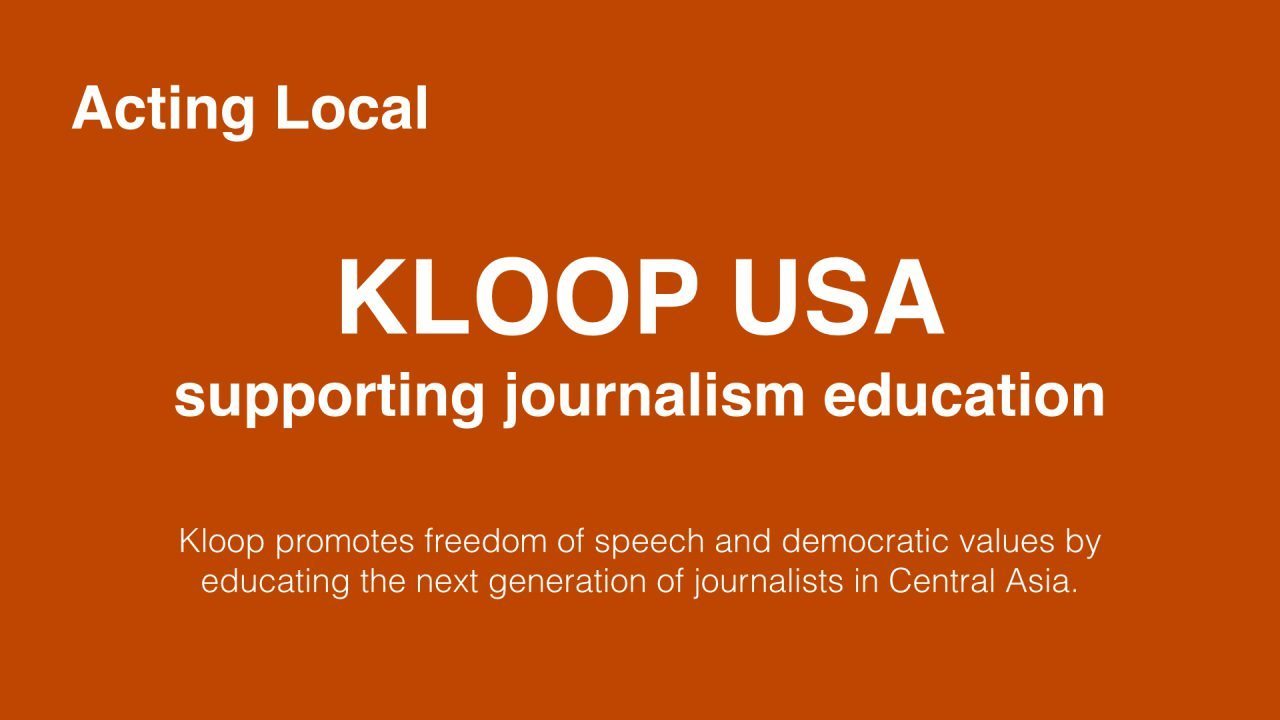 Acting Local
KLOOP USA
supporting journalism education
Kloop promotes freedom of speech and democratic values by
educating the next generation of journalists in Central Asia.